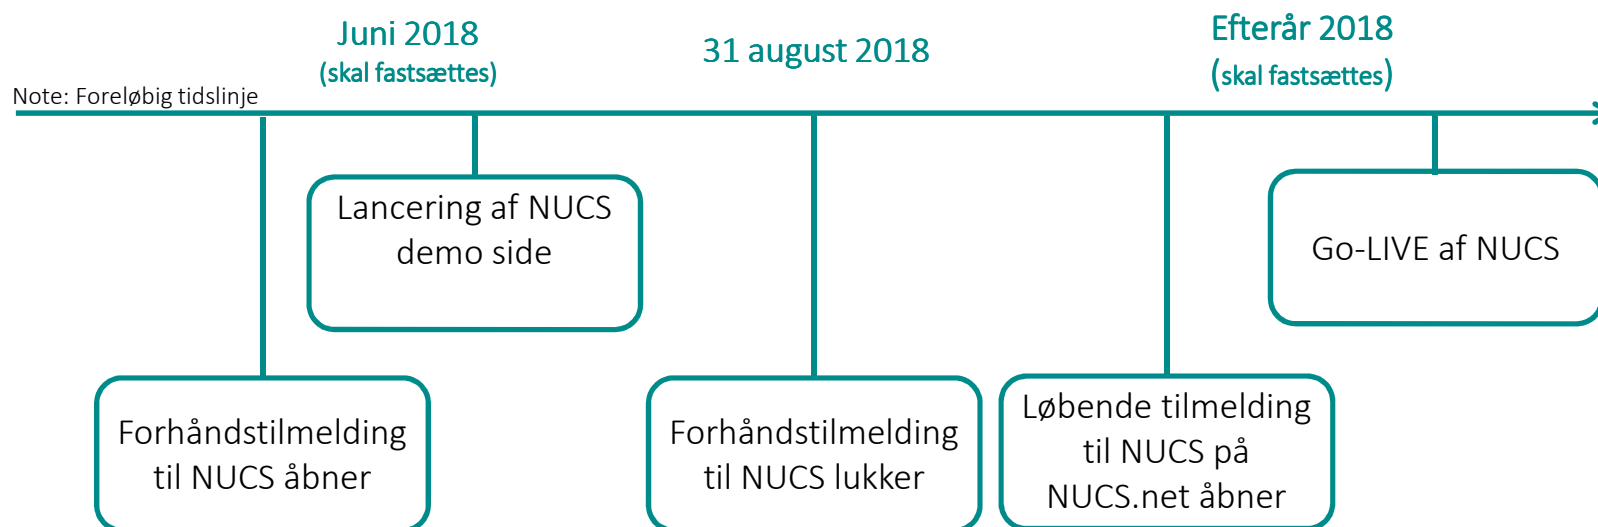 Juni 2018
(skal fastsættes)
31 august 2018
Efterår 2018
(skal fastsættes)
Note: Foreløbig tidslinje
Lancering af NUCS
demo side
Go-LIVE af NUCS
Forhåndstilmelding
til NUCS åbner
Forhåndstilmelding
til NUCS lukker
Løbende tilmelding
til NUCS på
NUCS.net åbner